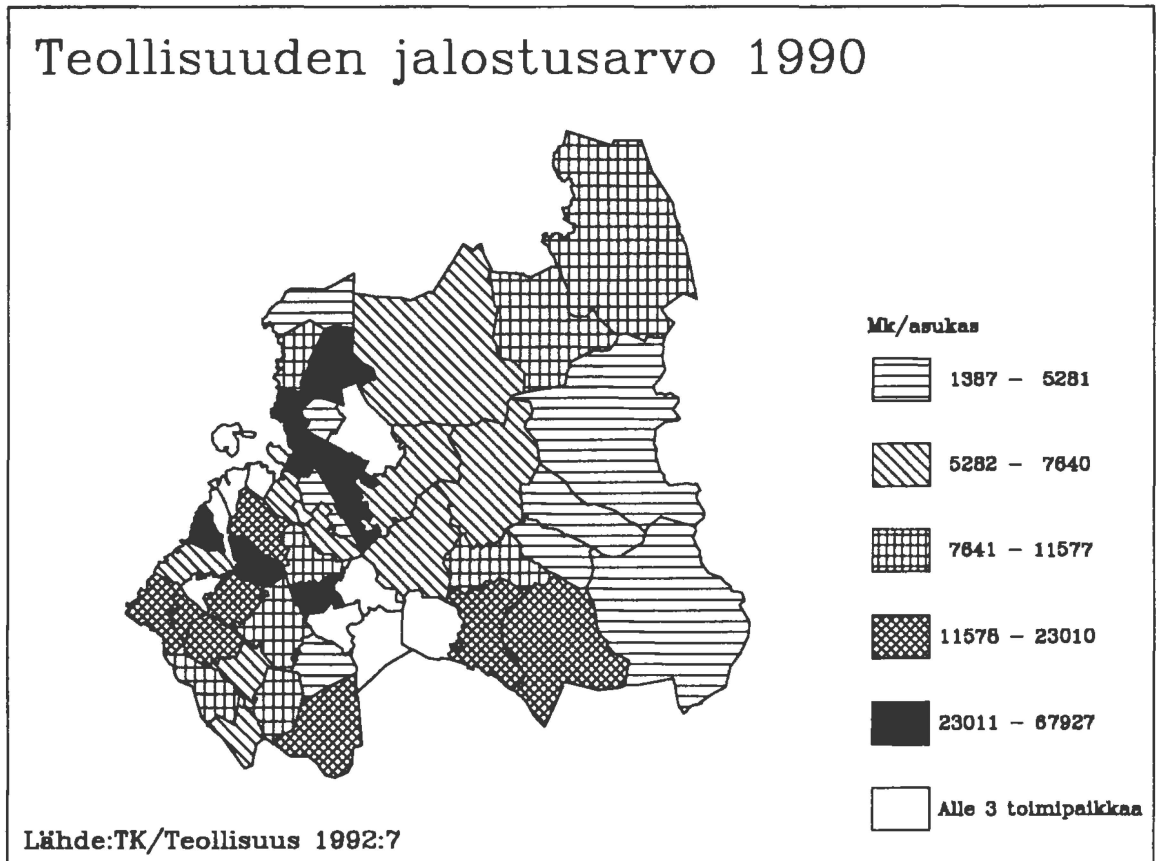 Teollisuuden jalostusarvo 1990
Mk/asukas
1387 - 5281
5282 - 7640
7641 - 11577
11578 - 23010
23011 - 67927
Alle 3 toimipaikkaa
Lähde:TK/Teollisuus 1992:7